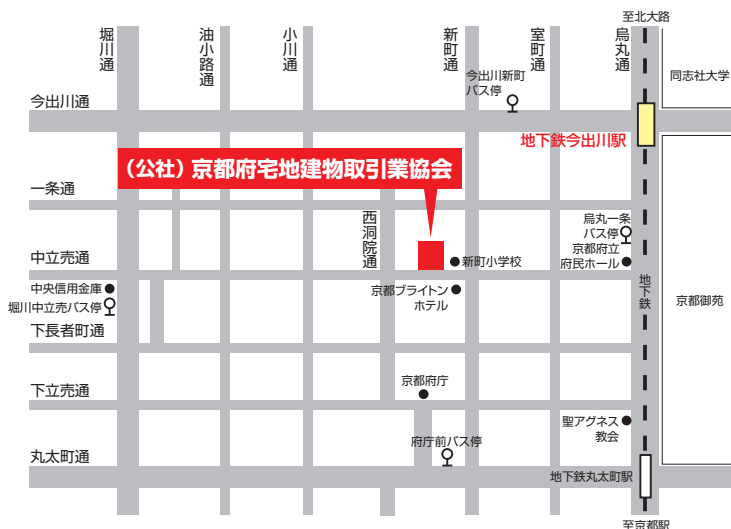 至北大路
堀川通
油小路通
小川通
新町通
室町通
烏丸通
今出川新町
バス停
同志社大学
今出川通
地下鉄今出川駅
(公社)京都府宅地建物取引業協会
一条通
西洞院通
烏丸一条
バス停
京都府立
府民ホール
中立売通
新町小学校
地下鉄
中央信用金庫
堀川中立売バス停
京都ブライトン
ホテル
京都御苑
下長者町通
下立売通
京都府庁
聖アグネス
教会
府庁前バス停
丸太町通
地下鉄丸太町駅
至京都駅